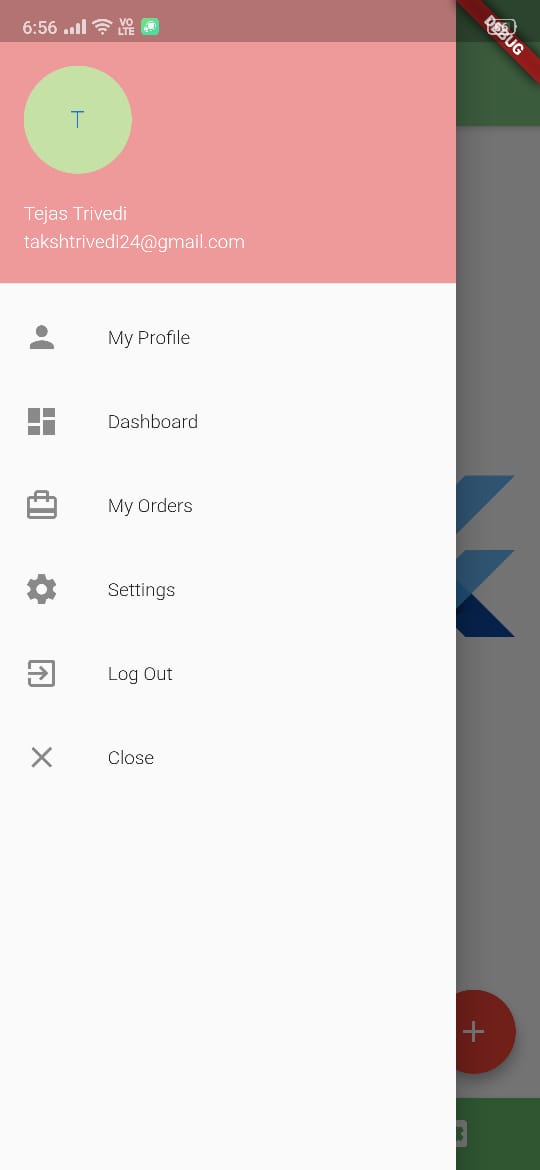 6:56
VO
LTE
66
DEBUG
T
Tejas Trivedi
takshtrivedi24@gmail.com
My Profile
Dashboard
My Orders
Settings
Log Out
Close